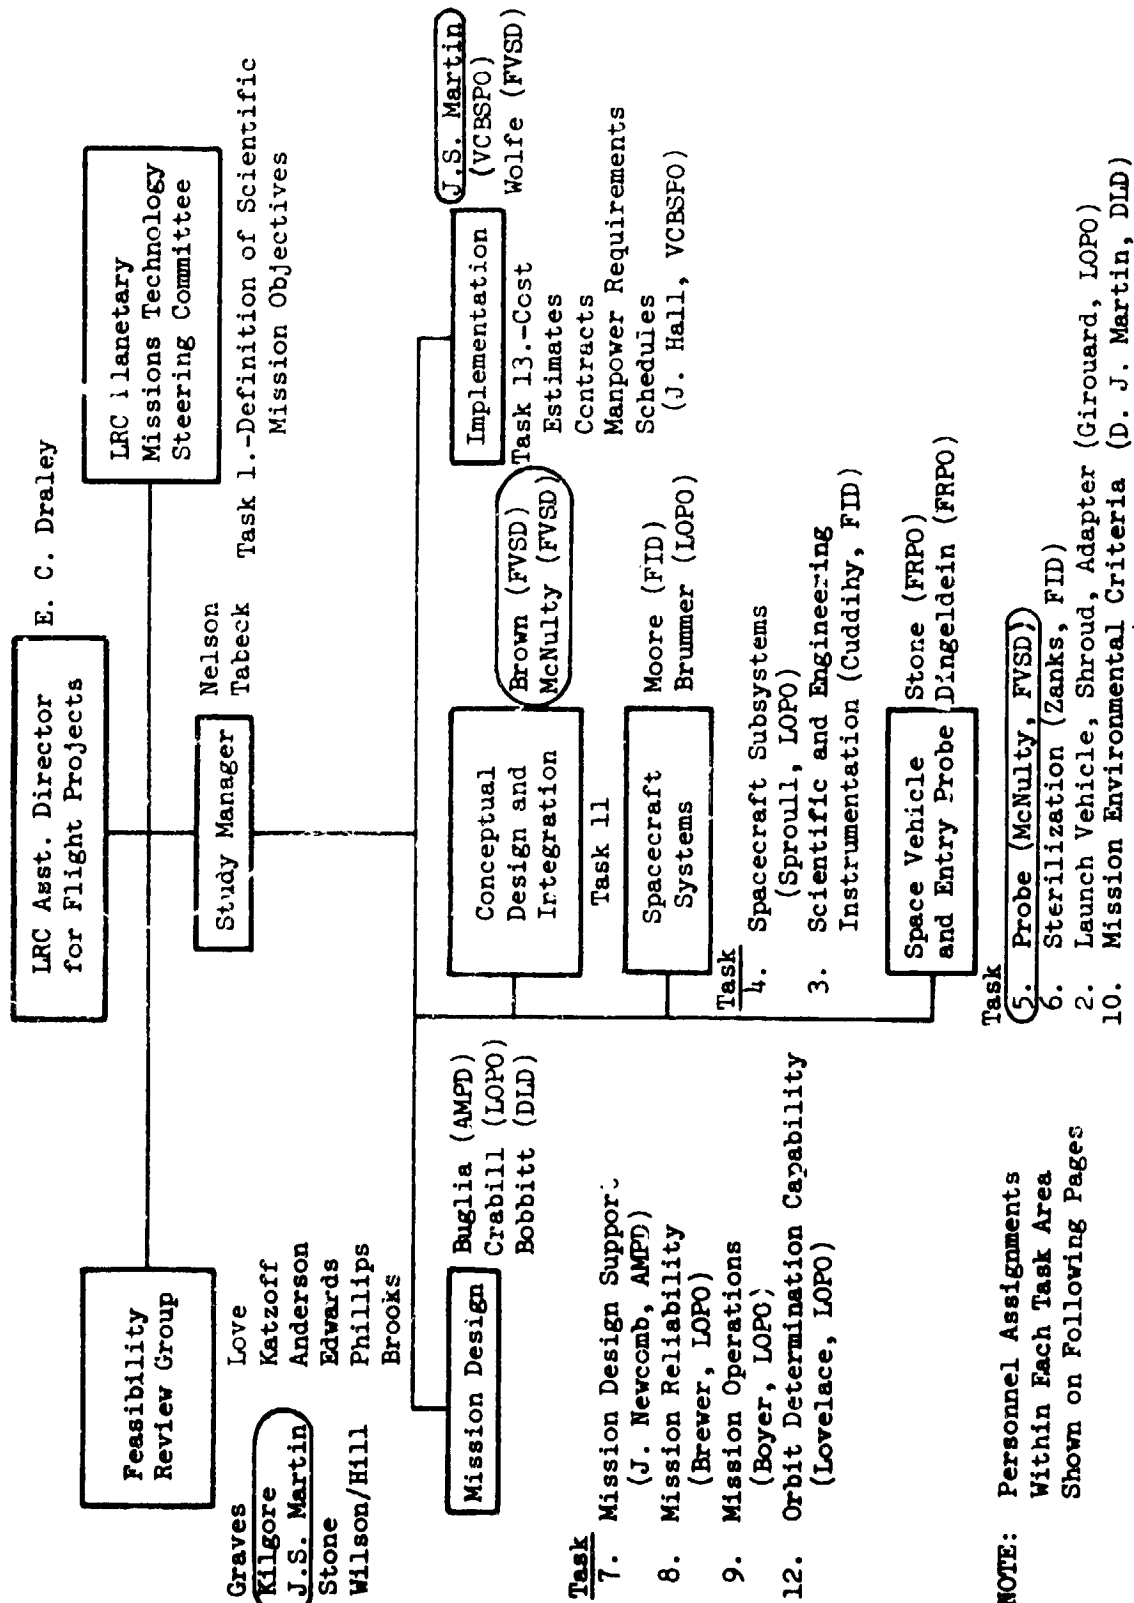 LRC Asst. Director
for Flight Projects
E. C. Draley
Feasibility
Review Group
Graves
Kilgore
J.S. Martin
Stone
Wilson/Hill
Love
Katzoff
Anderson
Edwards
Phillips
Brooks
Study Manager
Nelson
Tabeck
LRC Planetary
Missions Technology
Steering Committee
Task 1.-Definition of Scientific
Mission Objectives
Mission Design
Buglia (AMPD)
Crabill (LOPO)
Bobbitt (DLD)
Task
7. Mission Design Support
(J. Newcomb, AMPD)
8. Mission Reliability
(Brewer, LOPO)
9. Mission Operations
(Boyer, LOPO)
12. Orbit Determination Capability
(Lovelace, LOPO)
Conceptual
Design and
Integration
Brown (FVSD)
McNulty (FVSD)
Task 11
Spacecraft
Systems
Moore (FID)
Brummer (LOPO)
Task
4. Spacecraft Subsystems
(Sproull, LOPO)
3. Scientific and Engineering
Instrumentation (Cuddihy, FID)
Space Vehicle
and Entry Probe
Stone (FRPO)
Dingeldein (FRPO)
Task
5. Probe (McNulty, FVSD)
6. Sterilization (Zanks, FID)
2. Launch Vehicle, Shroud, Adapter (Girouard, LOPO)
10. Mission Environmental Criteria (D. J. Martin, DLD)
Implementation
J.S. Martin
(VCBSPO)
Wolfe (FVSD)
Task 13.-Cost
Estimates
Contracts
Manpower Requirements
Schedules
(J. Hall, VCBSPO)
NOTE: Personnel Assignments
Within Each Task Area
Shown on Following Pages